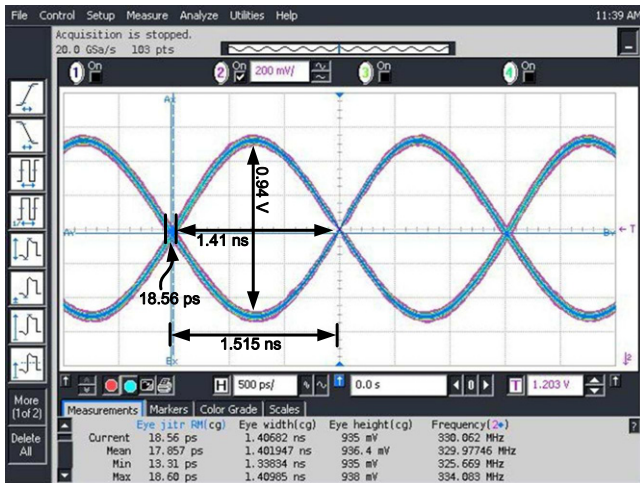 File Control Setup Measure Analyze Utilities Help 11:39 AM
Acquisition is stopped.
20.0 GSa/s 103 pts
1 On 2 On 200 mV/ 3 On 4 On
Ax
0.94 V
T
1.41 ns
18.56 ps
1.515 ns
Bx
H 500 ps/ 0.0 s 0 T 1.203 V
More
(1 of 2)
Delete
All
Measurements Markers Color Grade Scales
Eye jitr RM(cg) Eye width(cg) Eye height(cg) Frequency(2)
Current 18.56 ps 1.40682 ns 935 mV 330.062 MHz
Mean 17.857 ps 1.401947 ns 936.4 mV 329.97746 MHz
Min 13.31 ps 1.33834 ns 935 mV 325.669 MHz
Max 18.60 ps 1.40985 ns 938 mV 334.083 MHz